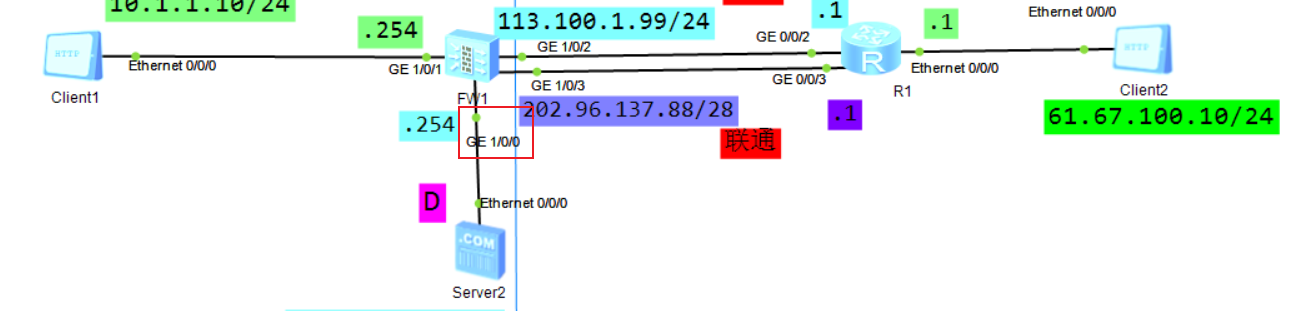 10.1.1.10/24
.254
113.100.1.99/24
.1
.1
Ethernet 0/0/0
HTTP
Ethernet 0/0/0
GE 1/0/1
GE 1/0/2
GE 0/0/2
R
Ethernet 0/0/0
HTTP
Client1
FW1
GE 1/0/3
GE 0/0/3
R1
Client2
.254
GE 1/0/0
202.96.137.88/28
联通
.1
61.67.100.10/24
D
Ethernet 0/0/0
.COM
Server2